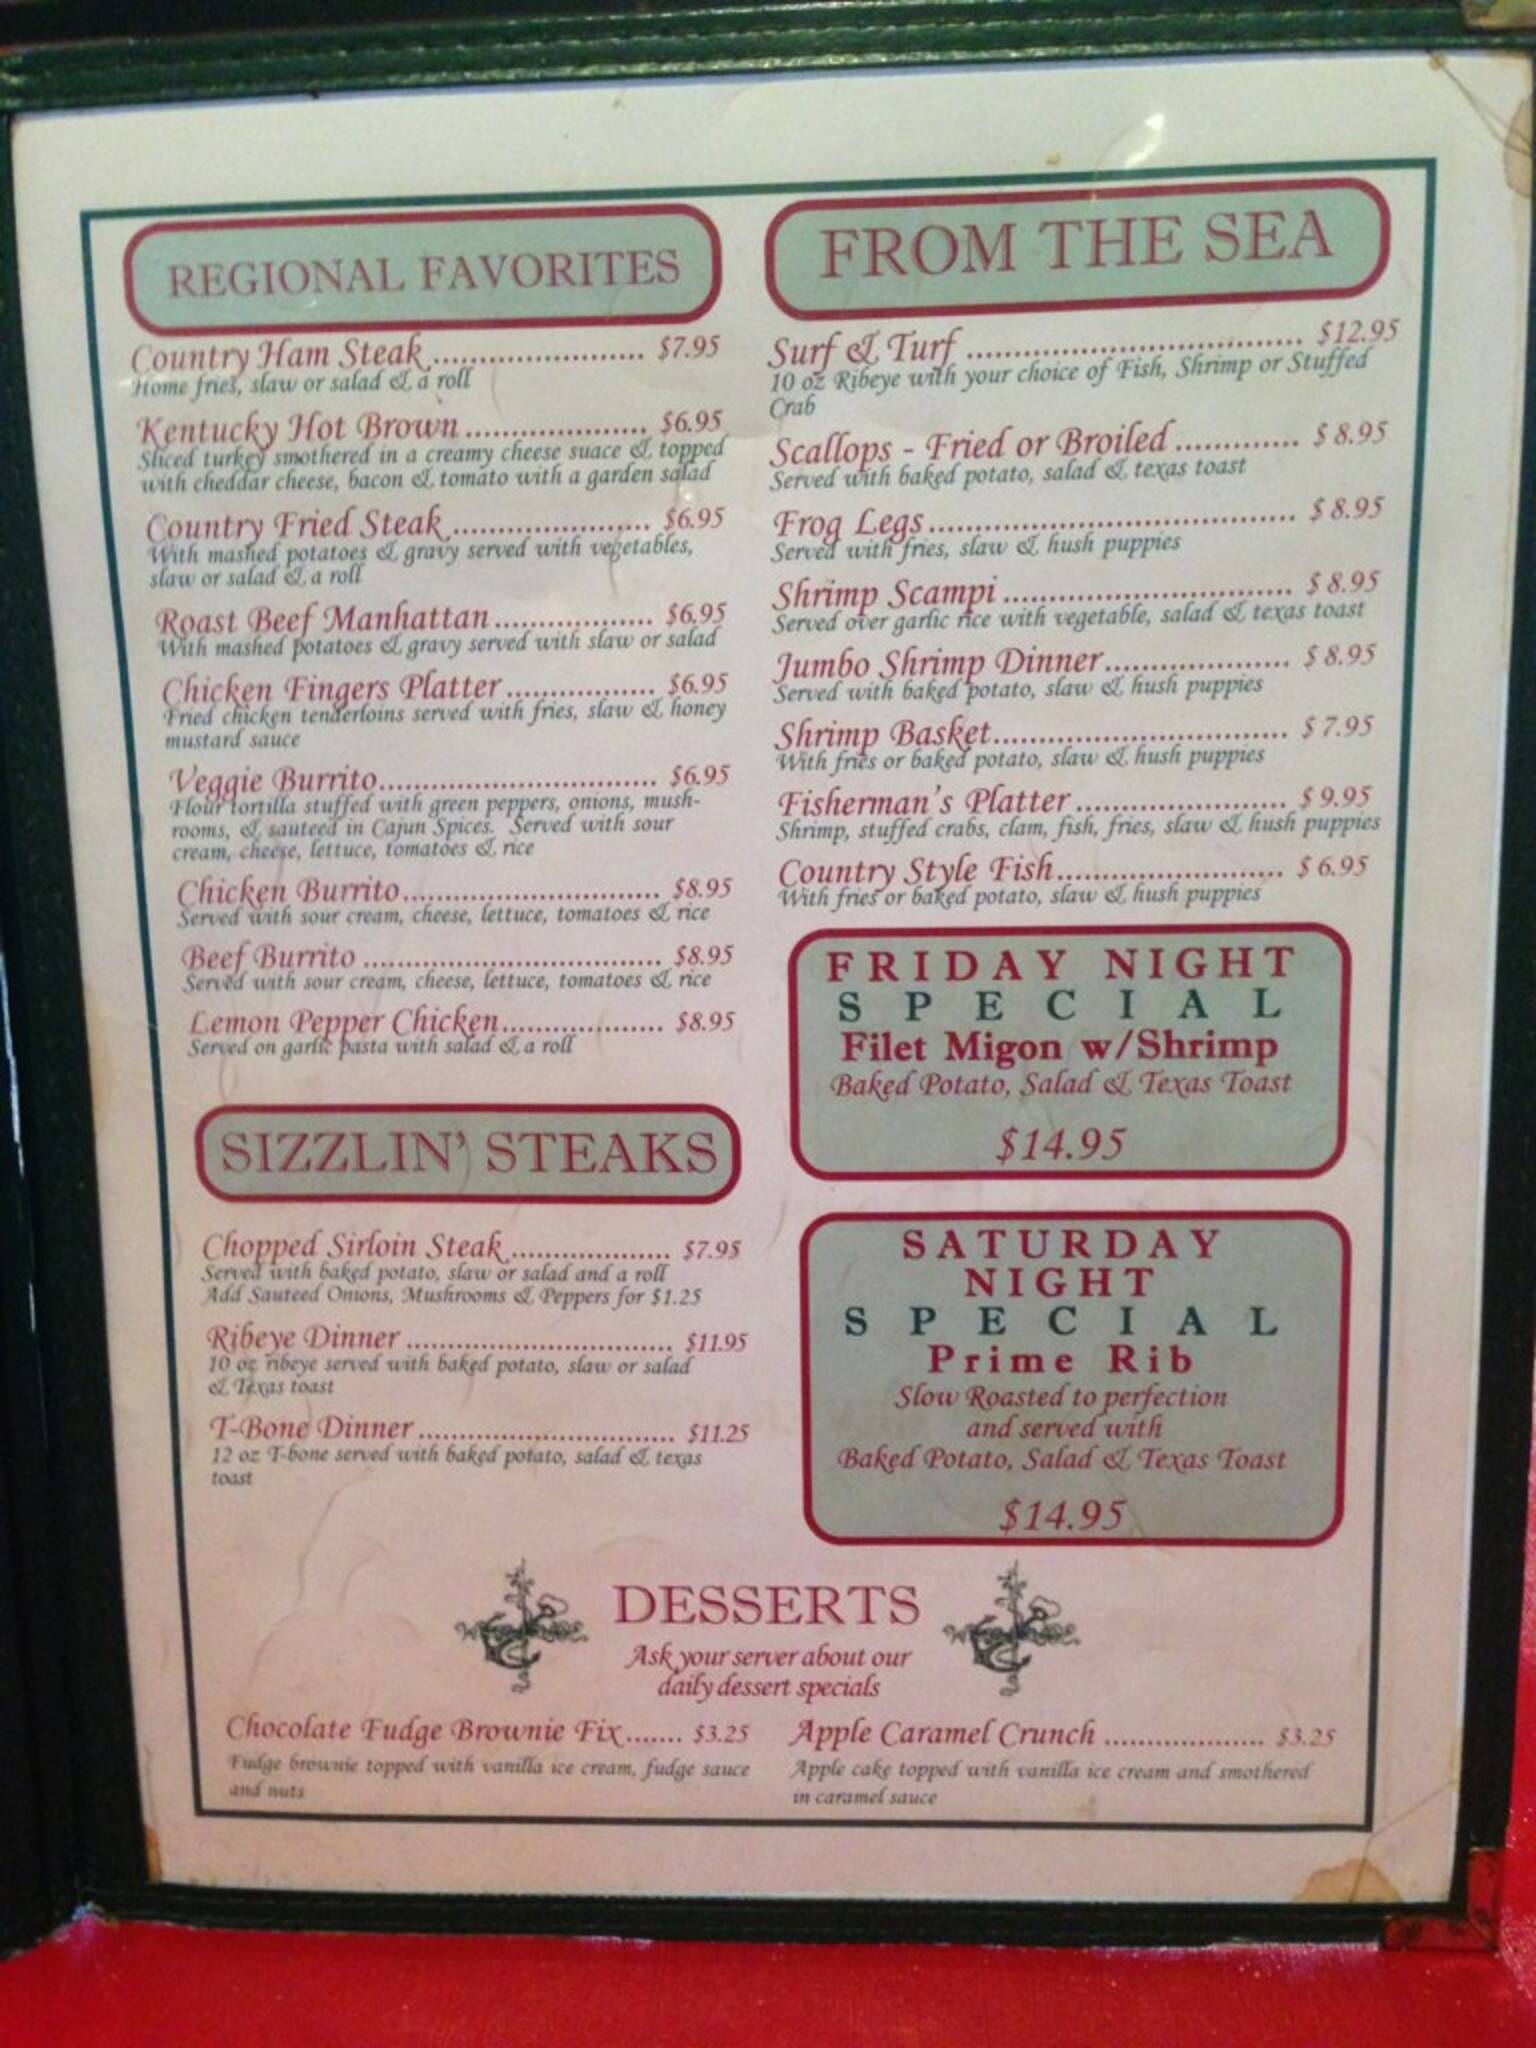 REGIONAL FAVORITES
Country Ham Steak ........................ $7.95
Home fries, slaw or salad & a roll
Kentucky Hot Brown .................... $6.95
Sliced turkey smothered in a creamy cheese suace & topped
with cheddar cheese, bacon & tomato with a garden salad
Country Fried Steak ...................... $6.95
With mashed potatoes & gravy served with vegetables,
slaw or salad & a roll
Roast Beef Manhattan .................. $6.95
With mashed potatoes & gravy served with slaw or salad
Chicken Fingers Platter ................. $6.95
Fried chicken tenderloins served with fries, slaw & honey
mustard sauce
Veggie Burrito ................................ $6.95
Flour tortilla stuffed with green peppers, onions, mush-
rooms, & sauteed in Cajun Spices. Served with sour
cream, cheese, lettuce, tomatoes & rice
Chicken Burrito ............................. $8.95
Served with sour cream, cheese, lettuce, tomatoes & rice
Beef Burrito .................................. $8.95
Served with sour cream, cheese, lettuce, tomatoes & rice
Lemon Pepper Chicken ................... $8.95
Served on garlic pasta with salad & a roll
SIZZLIN' STEAKS
Chopped Sirloin Steak .................. $7.95
Served with baked potato, slaw or salad and a roll
Add Sauteed Onions, Mushrooms & Peppers for $1.25
Ribeye Dinner .............................. $11.95
10 oz ribeye served with baked potato, slaw or salad
& Texas toast
T-Bone Dinner ............................. $11.25
12 oz T-bone served with baked potato, salad & texas
toast
FROM THE SEA
Surf & Turf ..................................... $12.95
10 oz Ribeye with your choice of Fish, Shrimp or Stuffed
Crab
Scallops - Fried or Broiled ............. $ 8.95
Served with baked potato, salad & texas toast
Frog Legs ........................................ $ 8.95
Served with fries, slaw & hush puppies
Shrimp Scampi ................................ $ 8.95
Served over garlic rice with vegetable, salad & texas toast
Jumbo Shrimp Dinner ..................... $ 8.95
Served with baked potato, slaw & hush puppies
Shrimp Basket ................................. $ 7.95
With fries or baked potato, slaw & hush puppies
Fisherman's Platter ....................... $ 9.95
Shrimp, stuffed crabs, clam, fish, fries, slaw & hush puppies
Country Style Fish ......................... $ 6.95
With fries or baked potato, slaw & hush puppies
FRIDAY NIGHT
SPECIAL
Filet Migon w/Shrimp
Baked Potato, Salad & Texas Toast
$14.95
SATURDAY
NIGHT
SPECIAL
Prime Rib
Slow Roasted to perfection
and served with
Baked Potato, Salad & Texas Toast
$14.95
DESSERTS
Ask your server about our
daily dessert specials
Chocolate Fudge Brownie Fix ....... $3.25
Fudge brownie topped with vanilla ice cream, fudge sauce
and nuts
Apple Caramel Crunch ................... $3.25
Apple cake topped with vanilla ice cream and smothered
in caramel sauce